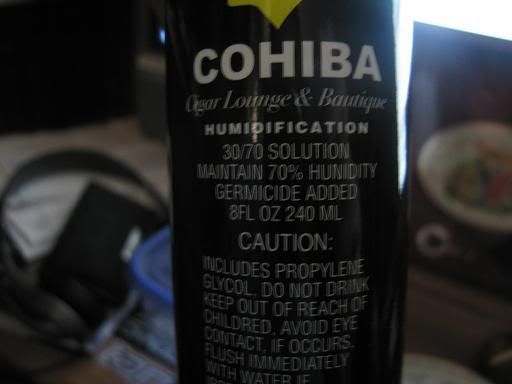 COHIBA
Cigar Lounge & Bautique
HUMIDIFICATION
30/70 SOLUTION
MAINTAIN 70% HUNIDITY
GERMICIDE ADDED
8FL OZ 240 ML
CAUTION:
INCLUDES PROPYLENE
GLYCOL, DO NOT DRINK
KEEP OUT OF REACH OF
CHILDRED, AVOID EYE
CONTACT, IF OCCURS,
FLUSH IMMEDIATELY
WITH WATER IF